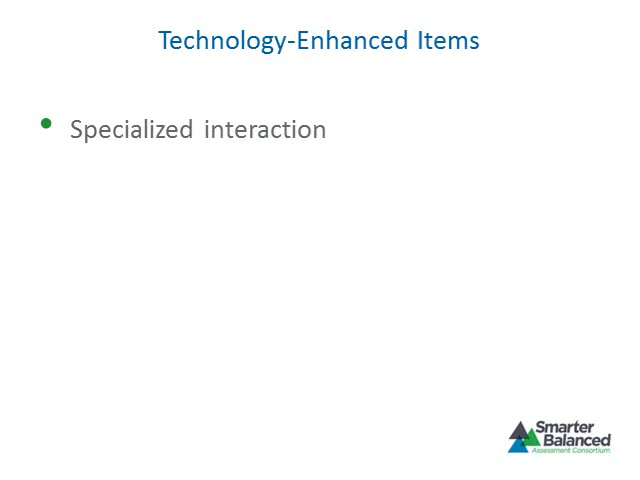 Technology-Enhanced Items
• Specialized interaction
Smarter
Balanced
Assessment Consortium